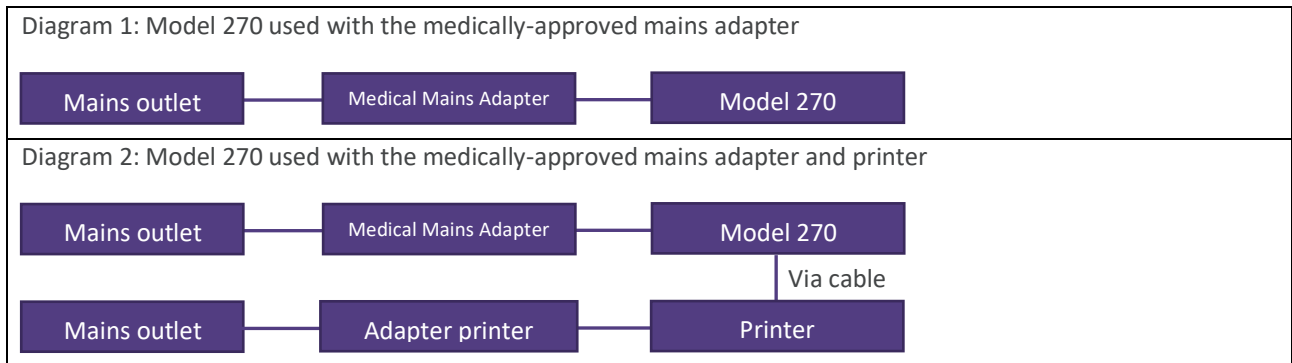 Diagram 1: Model 270 used with the medically-approved mains adapter
Mains outlet Medical Mains Adapter Model 270
Diagram 2: Model 270 used with the medically-approved mains adapter and printer
Mains outlet Medical Mains Adapter Model 270
Via cable
Mains outlet Adapter printer Printer